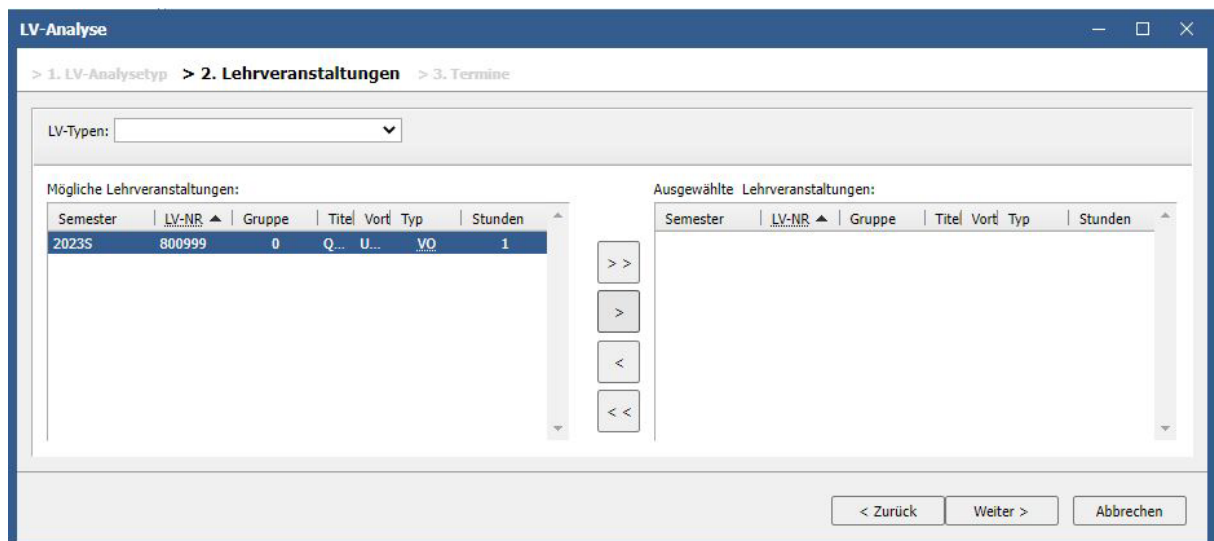 LV-Analyse
> 1. LV-Analysetyp > 2. Lehrveranstaltungen > 3. Termine
LV-Typen:
Mögliche Lehrveranstaltungen:
Semester LV-NR Gruppe Titel Vort Typ Stunden
2023S 800999 0 Q... U... VO 1
> >
>
<
< <
Ausgewählte Lehrveranstaltungen:
Semester LV-NR Gruppe Titel Vort Typ Stunden
< Zurück Weiter > Abbrechen